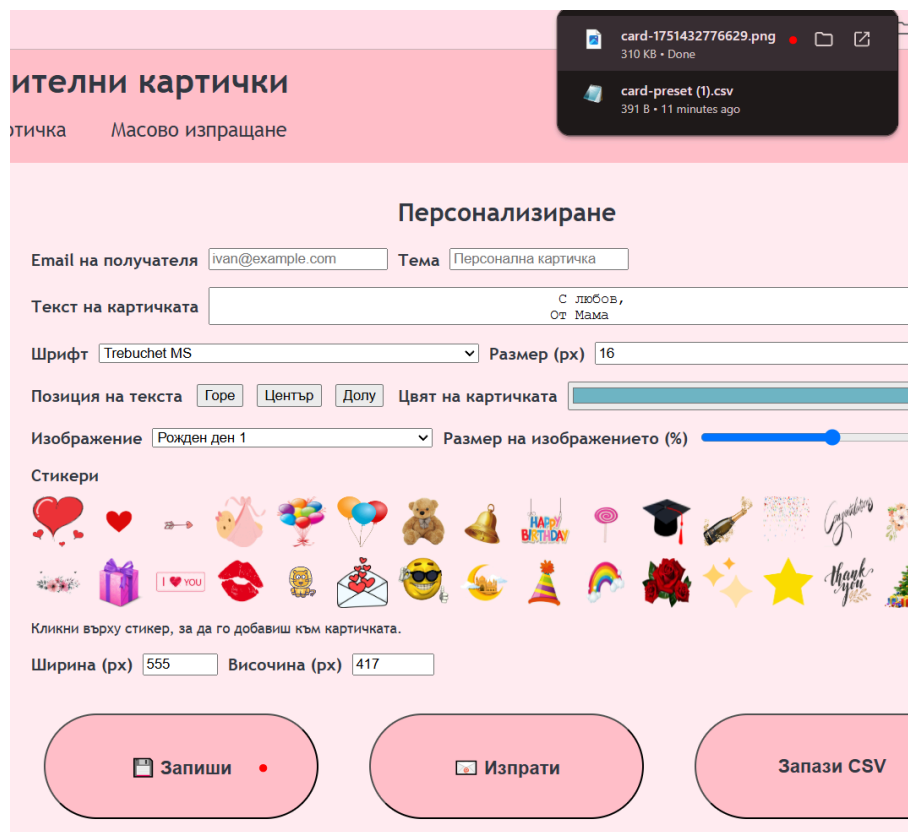 card-1751432776629.png
310 KB • Done
card-preset (1).csv
391 B • 11 minutes ago
ителни картички
ртичка Масово изпращане
Персонализиране
Email на получателя ivan@example.com Тема Персонална картичка
Текст на картичката С любов,
От Мама
Шрифт Trebuchet MS Размер (px) 16
Позиция на текста Горе Център Долу Цвят на картичката
Изображение Рожден ден 1 Размер на изображението (%)
Стикери
HAPPY
BIRTHDAY
Congratulations
I YOU
thank
you
Кликни върху стикер, за да го добавиш към картичката.
Ширина (px) 555 Височина (px) 417
Запиши Изпрати Запази CSV